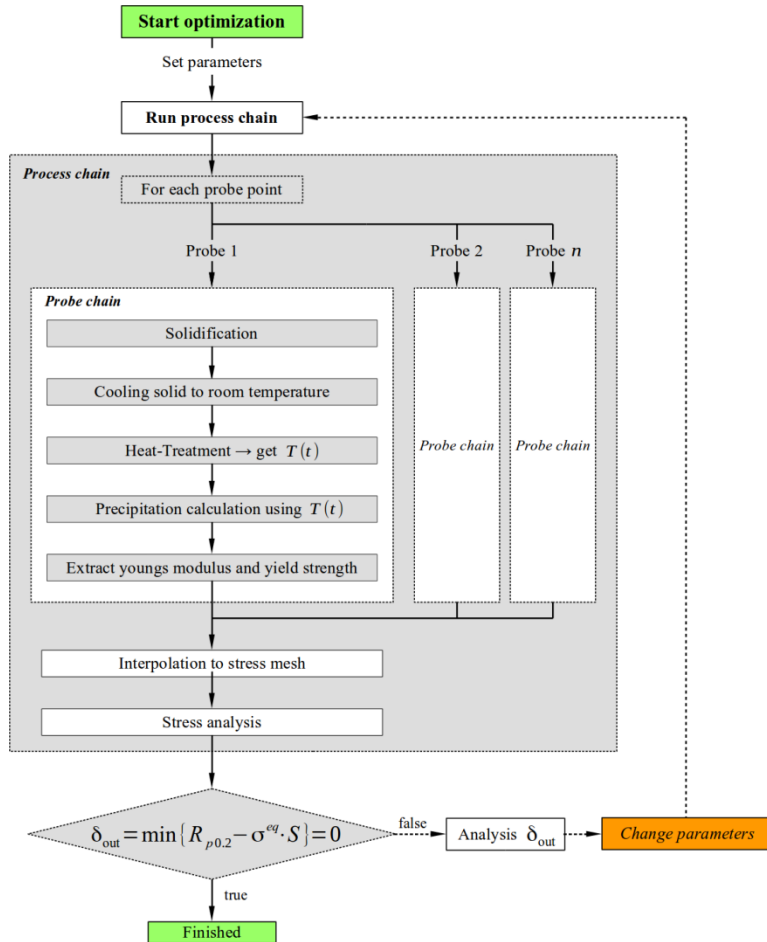 Start optimization
Set parameters
Run process chain
Process chain
For each probe point
Probe 1
Probe 2
Probe n
Probe chain
Solidification
Cooling solid to room temperature
Heat-Treatment → get T(t)
Probe chain
Probe chain
Precipitation calculation using T(t)
Extract youngs modulus and yield strength
Interpolation to stress mesh
Stress analysis
δout = min{Rp0.2 − σeq · S} = 0
false
Analysis δout
Change parameters
true
Finished